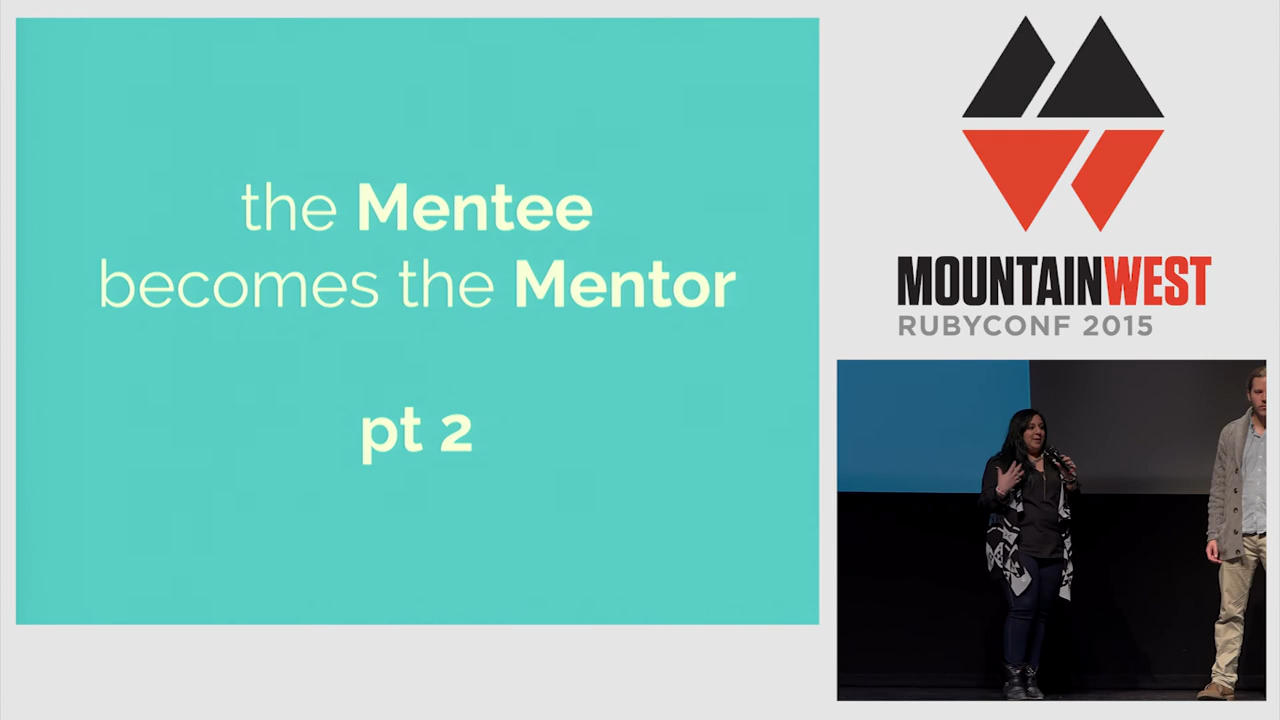 the Mentee
becomes the Mentor
pt 2
MOUNTAINWEST
RUBYCONF 2015